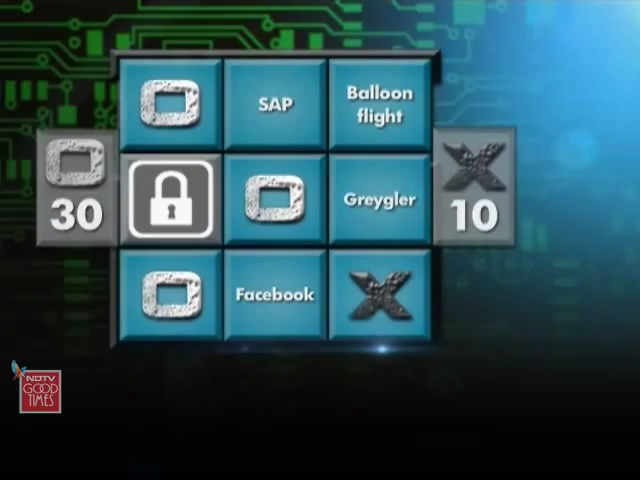 SAP
Balloon
flight
30
Greygler
10
Facebook
NDTV
GOOD
TIMES